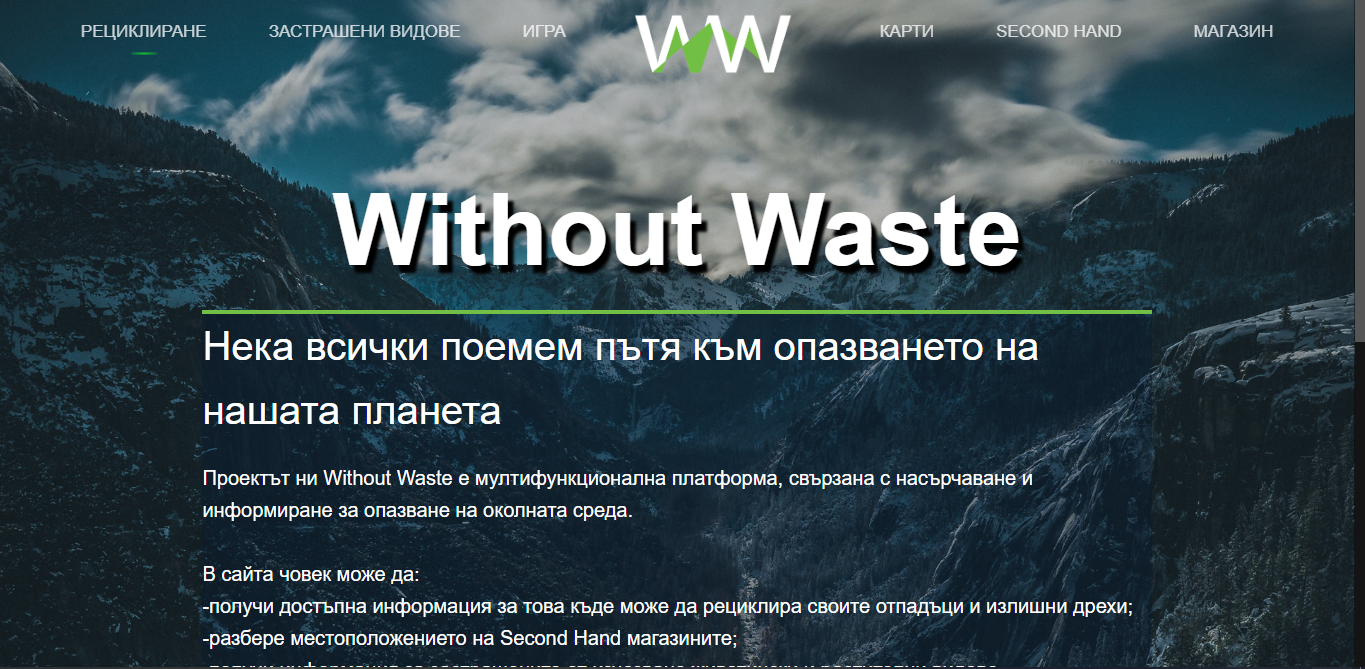 РЕЦИКЛИРАНЕ ЗАСТРАШЕНИ ВИДОВЕ ИГРА WW КАРТИ SECOND HAND МАГАЗИН
Without Waste
Нека всички поемем пътя към опазването на
нашата планета
Проектът ни Without Waste е мултифункционална платформа, свързана с насърчаване и
информиране за опазване на околната среда.
В сайта човек може да:
-получи достъпна информация за това къде може да рециклира своите отпадъци и излишни дрехи;
-разбере местоположението на Second Hand магазините;